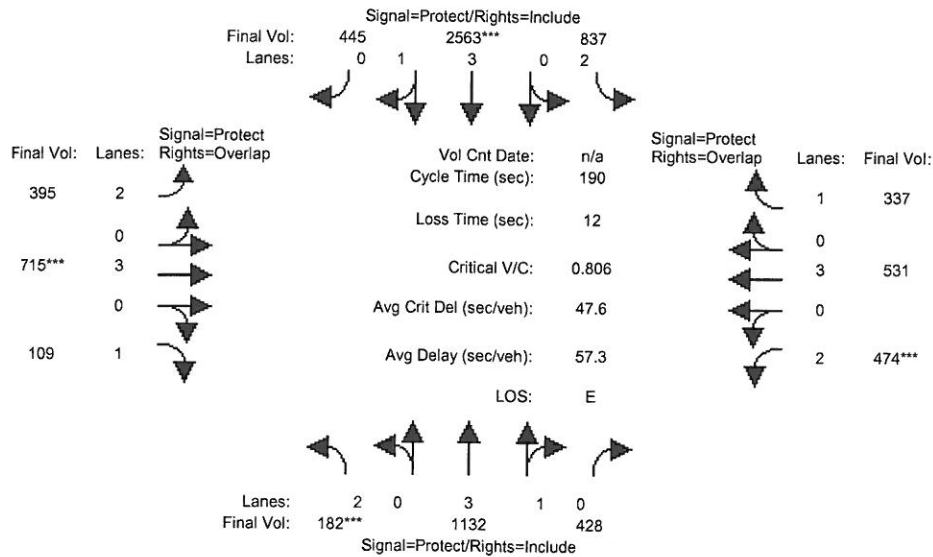 Signal=Protect/Rights=Include
Final Vol: 445 2563*** 837
Lanes: 0 1 3 0 2
Signal=Protect
Final Vol: Lanes: Rights=Overlap
Vol Cnt Date: n/a
Signal=Protect
Rights=Overlap Lanes: Final Vol:
395 2
Cycle Time (sec): 190
1 337
0
Loss Time (sec): 12
0
715*** 3
Critical V/C: 0.806
3 531
0
Avg Crit Del (sec/veh): 47.6
0
109 1
Avg Delay (sec/veh): 57.3
2 474***
LOS: E
Lanes: 2 0 3 1 0
Final Vol: 182*** 1132 428
Signal=Protect/Rights=Include